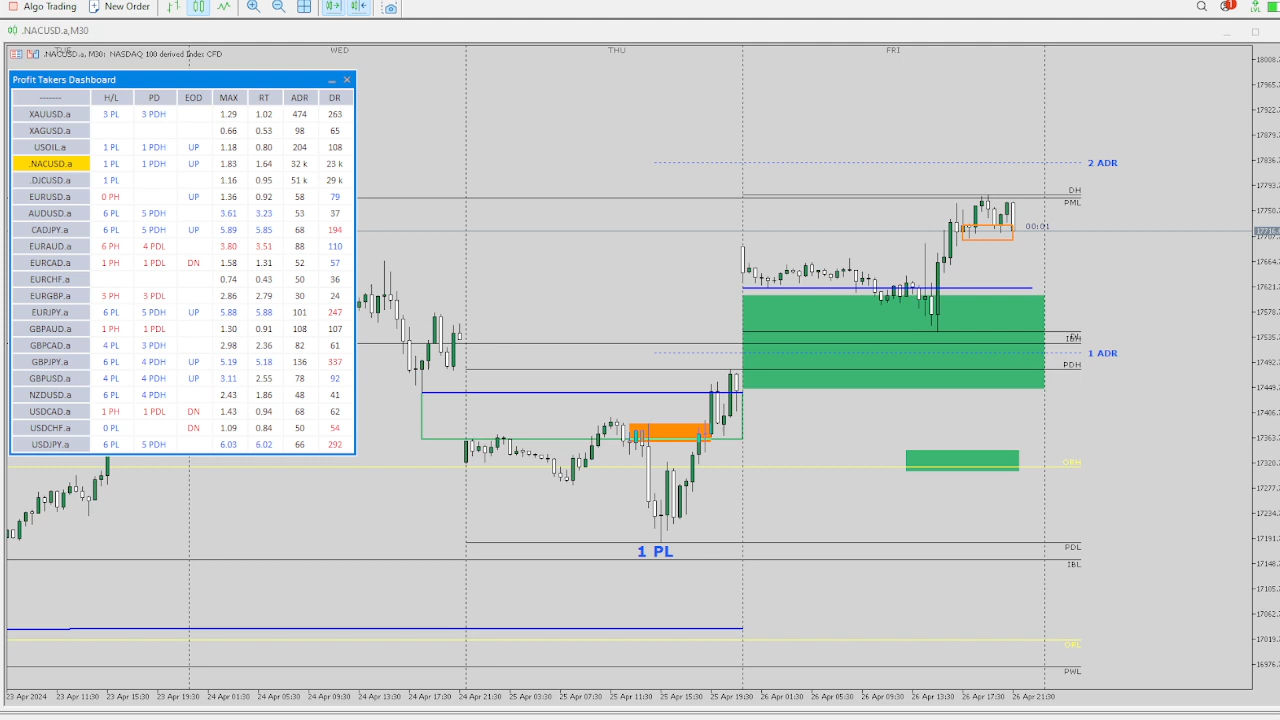 Algo Trading New Order
1
LVL
.NACUSD.a,M30
TUE WED THU FRI
.NACUSD.a, M30: NASDAQ 100 derived Index CFD
Profit Takers Dashboard
------- H/L PD EOD MAX RT ADR DR
XAUUSD.a 3 PL 3 PDH 1.29 1.02 474 263
XAGUSD.a 0.66 0.53 98 65
USOIL.a 1 PL 1 PDH UP 1.18 0.80 204 108
.NACUSD.a 1 PL 1 PDH UP 1.83 1.64 32 k 23 k
.DJCUSD.a 1 PL 1.16 0.95 51 k 29 k
EURUSD.a 0 PH UP 1.36 0.92 58 79
AUDUSD.a 6 PL 5 PDH 3.61 3.23 53 37
CADJPY.a 6 PL 5 PDH UP 5.89 5.85 68 194
EURAUD.a 6 PH 4 PDL 3.80 3.51 88 110
EURCAD.a 1 PH 1 PDL DN 1.58 1.31 52 57
EURCHF.a 0.74 0.43 50 36
EURGBP.a 3 PH 3 PDL 2.86 2.79 30 24
EURJPY.a 6 PL 5 PDH UP 5.88 5.88 101 247
GBPAUD.a 1 PH 1 PDL 1.30 0.91 108 107
GBPCAD.a 4 PL 3 PDH 2.98 2.36 82 61
GBPJPY.a 6 PL 4 PDH UP 5.19 5.18 136 337
GBPUSD.a 4 PL 4 PDH UP 3.11 2.55 78 92
NZDUSD.a 6 PL 4 PDH 2.43 1.86 48 41
USDCAD.a 1 PH 1 PDL DN 1.43 0.94 68 62
USDCHF.a 0 PL DN 1.09 0.84 50 54
USDJPY.a 6 PL 5 PDH 6.03 6.02 66 292
2 ADR
DH
PML
00:01
1 ADR
PDH
ORH
1 PL
PDL
IBL
ORL
PWL
23 Apr 2024 23 Apr 11:30 23 Apr 15:30 23 Apr 19:30 24 Apr 01:30 24 Apr 05:30 24 Apr 09:30 24 Apr 13:30 24 Apr 17:30 24 Apr 21:30 25 Apr 03:30 25 Apr 07:30 25 Apr 11:30 25 Apr 15:30 25 Apr 19:30 26 Apr 01:30 26 Apr 05:30 26 Apr 09:30 26 Apr 13:30 26 Apr 17:30 26 Apr 21:30